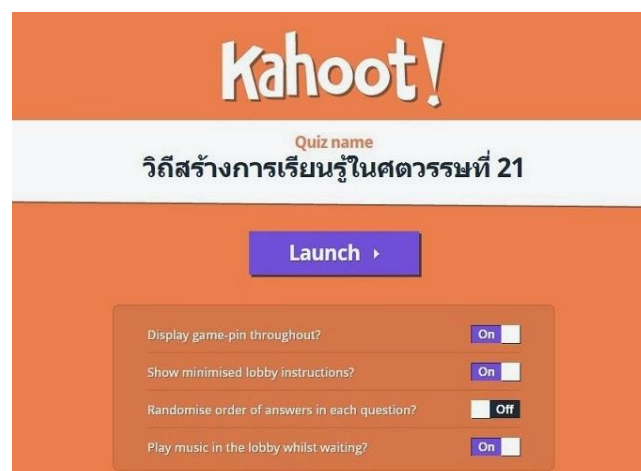 Kahoot!
Quiz name
วิถีสร้างการเรียนรู้ในศตวรรษที่ 21
Launch
Display game-pin throughout? On
Show minimised lobby instructions? On
Randomise order of answers in each question? Off
Play music in the lobby whilst waiting? On